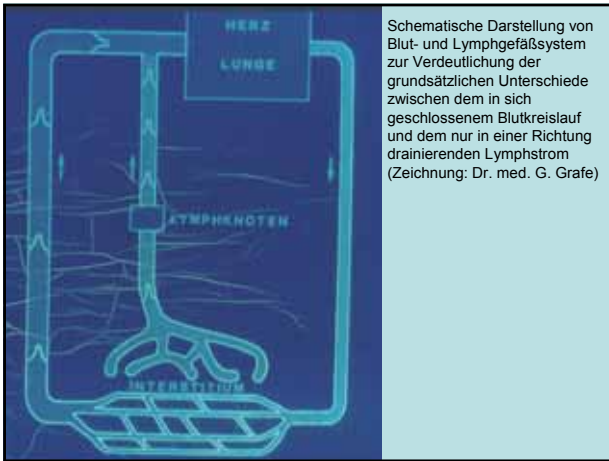 HERZ
LUNGE
LYMPHKNOTEN
INTERSTITIUM
Schematische Darstellung von
Blut- und Lymphgefäßsystem
zur Verdeutlichung der
grundsätzlichen Unterschiede
zwischen dem in sich
geschlossenem Blutkreislauf
und dem nur in einer Richtung
drainierenden Lymphstrom
(Zeichnung: Dr. med. G. Grafe)